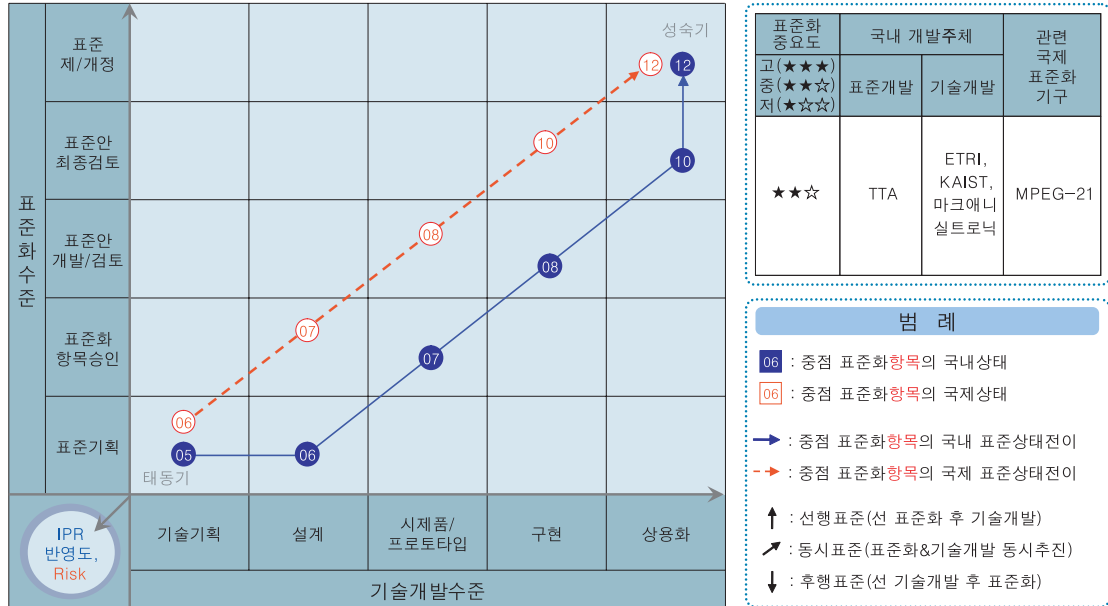 표준화수준
표준
제/개정
표준안
최종검토
표준안
개발/검토
표준화
항목승인
표준기획
성숙기
12
12
10
10
08
08
07
07
06
05
06
태동기
IPR
반영도,
Risk
기술기획
설계
시제품/
프로토타입
구현
상용화
기술개발수준
표준화
중요도
국내 개발주체
관련
국제
표준화
기구
고(★★★)
중(★★☆)
저(★☆☆)
표준개발
기술개발
★★☆
TTA
ETRI,
KAIST,
마크애니
실트로닉
MPEG-21
범 례
06 : 중점 표준화항목의 국내상태
06 : 중점 표준화항목의 국제상태
: 중점 표준화항목의 국내 표준상태전이
: 중점 표준화항목의 국제 표준상태전이
: 선행표준(선 표준화 후 기술개발)
: 동시표준(표준화&기술개발 동시추진)
: 후행표준(선 기술개발 후 표준화)